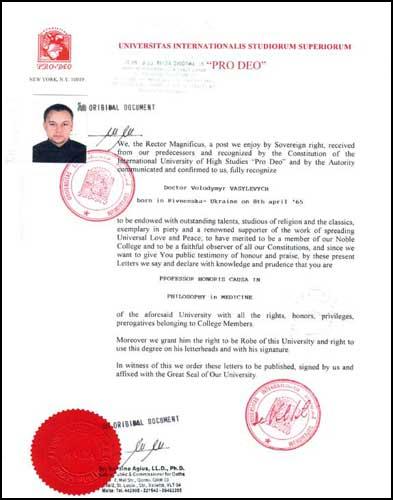 UNIVERSITAS INTERNATIONALIS STUDIORUM SUPERIORUM
"PRO DEO"
PRO DEO
NEW YORK, N.Y. 10019
ORIGINAL DOCUMENT
We, the Rector Magnificus, a post we enjoy by Sovereign right, received
from our predecessors and recognized by the Constitution of the
International University of High Studies "Pro Deo" and by the Authority
communicated and confirmed to us, fully recognize
Doctor Volodymyr VASYLEVYCH
born in Rivnenska- Ukraine on 8th april '65
to be endowed with outstanding talents, studious of religion and the classics,
exemplary in piety and a renowned supporter of the work of spreading
Universal Love and Peace, to have merited to be a member of our Noble
College and to be a faithful observer of all our Constitutions, and since we
want to give You public testimony of honour and praise, by these present
Letters we say and declare with knowledge and prudence that you are
PROFESSOR HONORIS CAUSA IN
PHILOSOPHY in MEDICINE
of the aforesaid University with all the rights, honors, privileges,
prerogatives belonging to College Members.
Moreover we grant him the right to be Robe of this University and right to
use this degree on his letterheads and with his signature.
In witness of this we order these letters to be published, signed by us and
affixed with the Great Seal of Our University.
ORIGINAL DOCUMENT
Agius, LL.D., Ph.D.